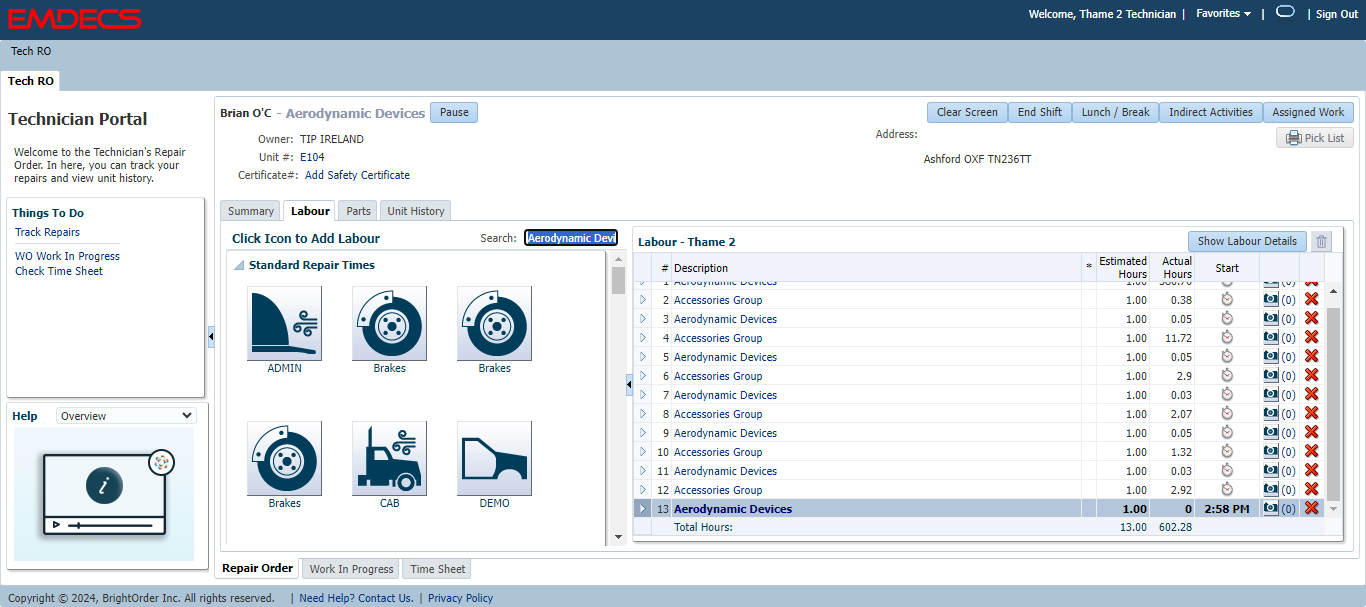 EMDECS
Welcome, Thame 2 Technician | Favorites | | Sign Out
Tech RO
Tech RO
Technician Portal
Welcome to the Technician's Repair
Order. In here, you can track your
repairs and view unit history.
Things To Do
Track Repairs
WO Work In Progress
Check Time Sheet
Help Overview
Brian O'C - Aerodynamic Devices Pause
Clear Screen End Shift Lunch / Break Indirect Activities Assigned Work
Pick List
Owner: TIP IRELAND
Unit #: E104
Certificate#: Add Safety Certificate
Address:
Ashford OXF TN236TT
Summary Labour Parts Unit History
Click Icon to Add Labour Search: Aerodynamic Devi
Standard Repair Times
ADMIN Brakes Brakes
Brakes CAB DEMO
Labour - Thame 2 Show Labour Details
# Description * Estimated Hours Actual Hours Start
Aerodynamic Devices 1.00
2 Accessories Group 1.00 0.38 (0)
3 Aerodynamic Devices 1.00 0.05 (0)
4 Accessories Group 1.00 11.72 (0)
5 Aerodynamic Devices 1.00 0.05 (0)
6 Accessories Group 1.00 2.9 (0)
7 Aerodynamic Devices 1.00 0.03 (0)
8 Accessories Group 1.00 2.07 (0)
9 Aerodynamic Devices 1.00 0.05 (0)
10 Accessories Group 1.00 1.32 (0)
11 Aerodynamic Devices 1.00 0.03 (0)
12 Accessories Group 1.00 2.92 (0)
13 Aerodynamic Devices 1.00 0 2:58 PM (0)
Total Hours: 13.00 602.28
Repair Order Work In Progress Time Sheet
Copyright © 2024, BrightOrder Inc. All rights reserved. | Need Help? Contact Us. | Privacy Policy